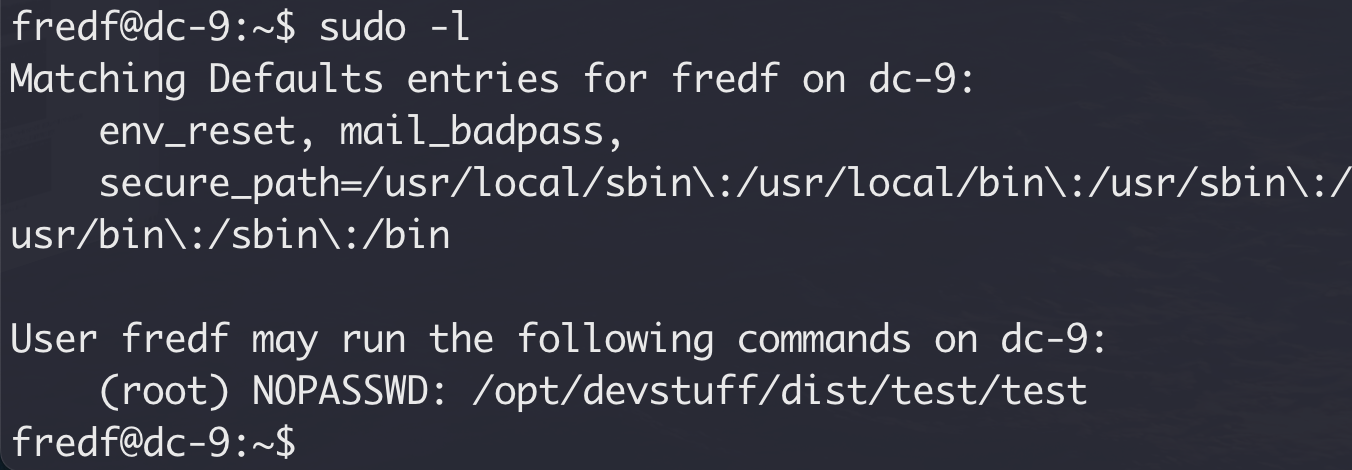 fredf@dc-9:~$ sudo -l
Matching Defaults entries for fredf on dc-9:
    env_reset, mail_badpass,
    secure_path=/usr/local/sbin\:/usr/local/bin\:/usr/sbin\:/
usr/bin\:/sbin\:/bin

User fredf may run the following commands on dc-9:
    (root) NOPASSWD: /opt/devstuff/dist/test/test
fredf@dc-9:~$